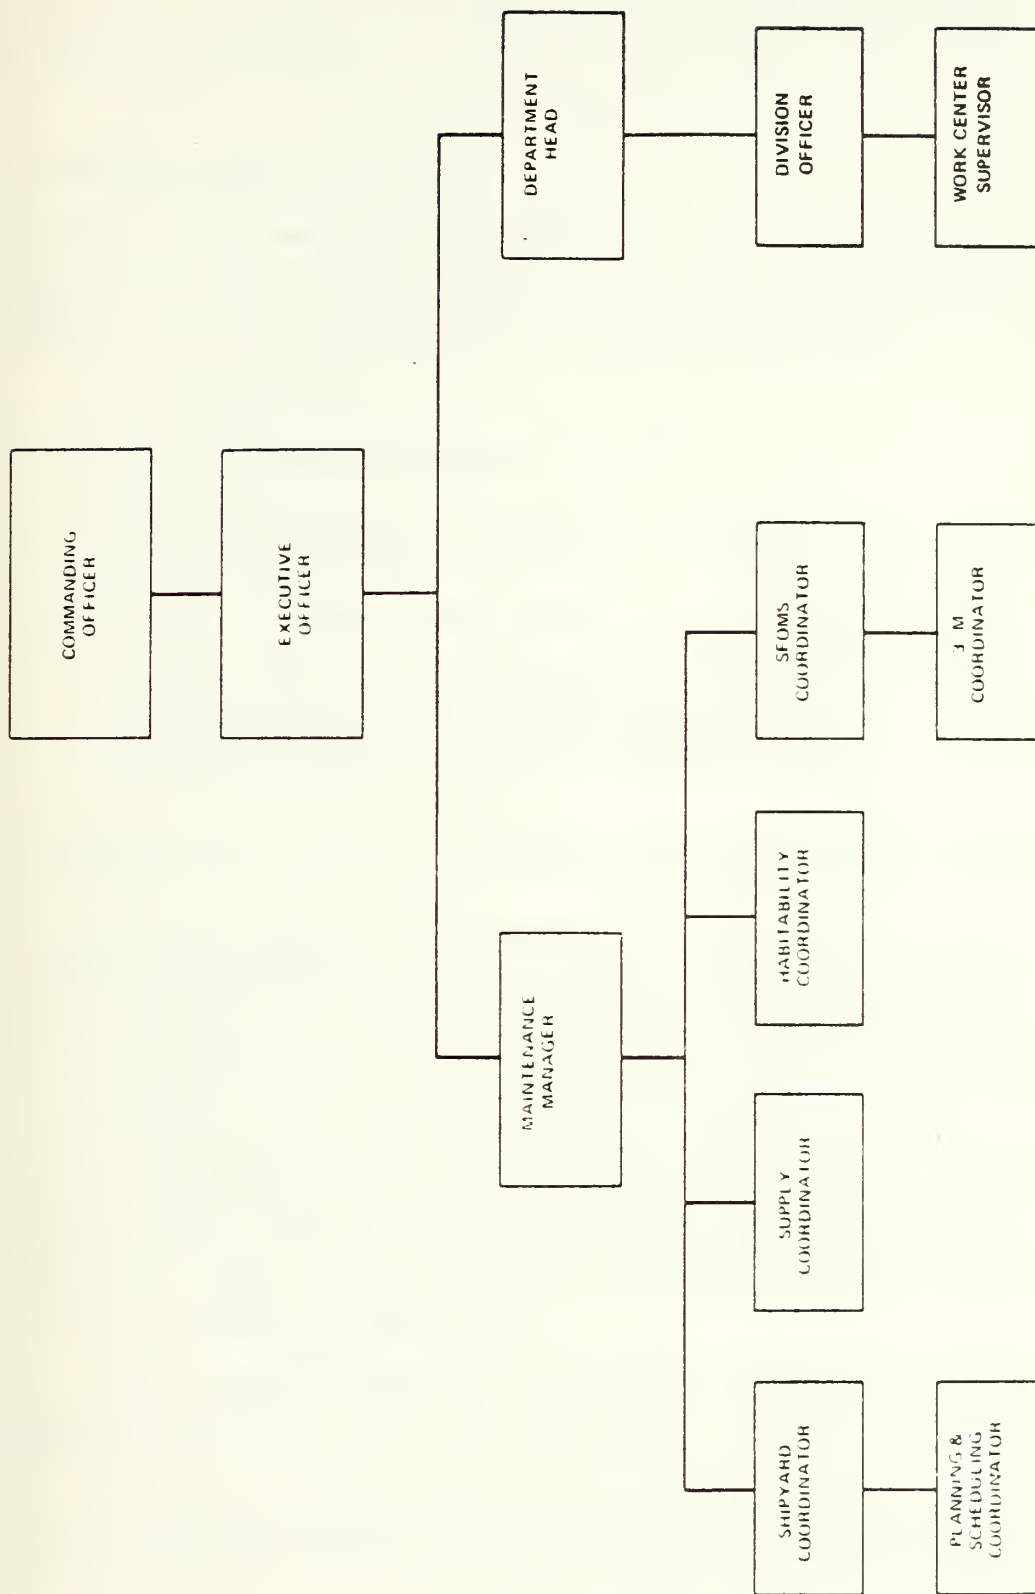 COMMANDING
OFFICER
EXECUTIVE
OFFICER
MAINTENANCE
MANAGER
DEPARTMENT
HEAD
SHIPYARD
COORDINATOR
SUPPLY
COORDINATOR
HABITABILITY
COORDINATOR
SFOMS
COORDINATOR
DIVISION
OFFICER
PLANNING &
SCHEDULING
COORDINATOR
3 M
COORDINATOR
WORK CENTER
SUPERVISOR